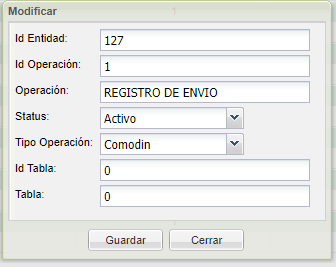 Modificar
Id Entidad: 127
Id Operación: 1
Operación: REGISTRO DE ENVIO
Status: Activo
Tipo Operación: Comodin
Id Tabla: 0
Tabla: 0
Guardar Cerrar